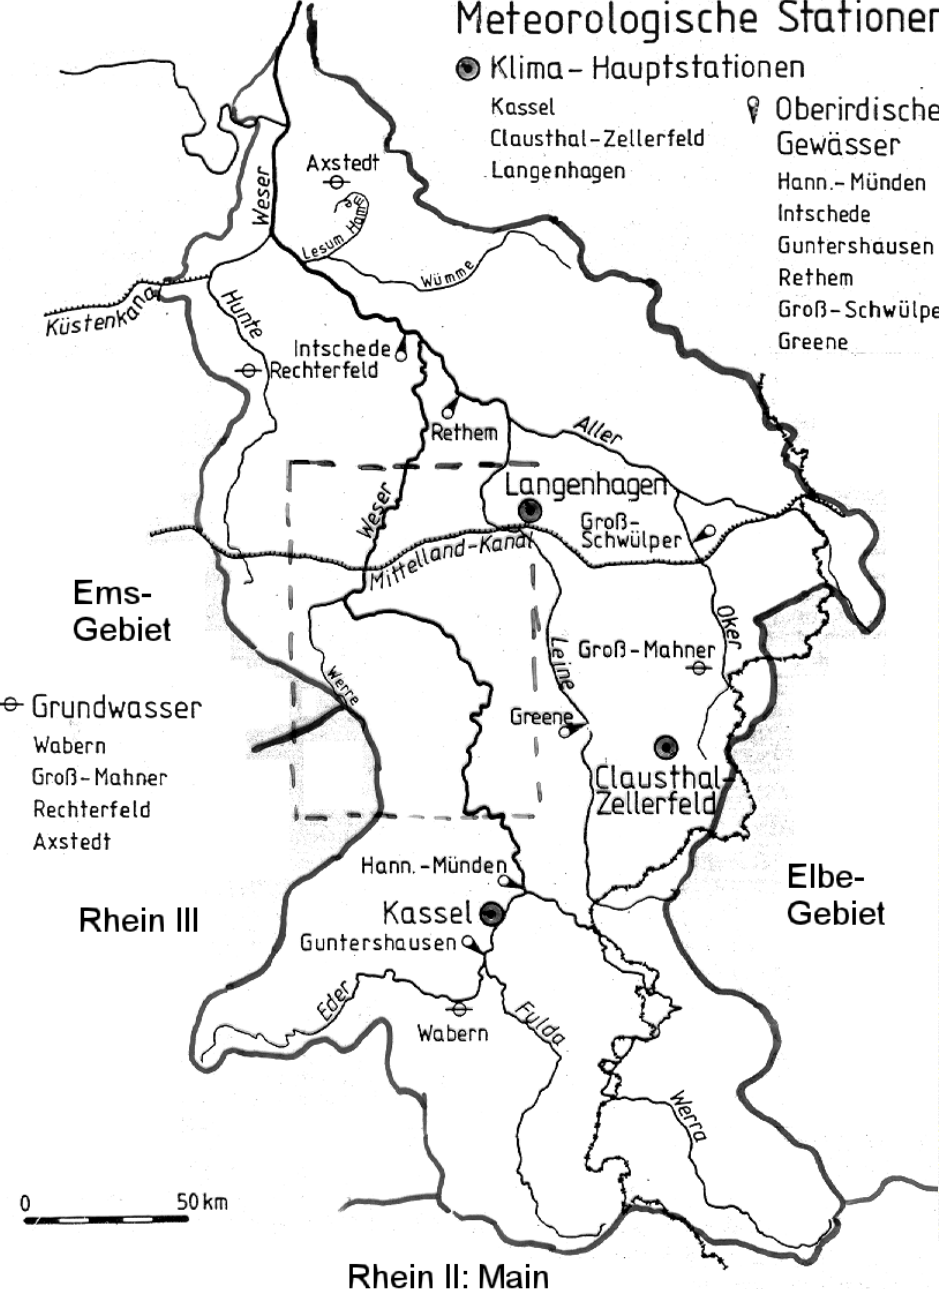 Meteorologische Stationen
Klima-Hauptstationen
Kassel
Clausthal-Zellerfeld
Langenhagen
Oberirdische
Gewässer
Hann.-Münden
Intschede
Guntershausen
Rethem
Groß-Schwülpe
Greene
Axstedt
Weser
Lesum
Hamme
Wümme
Küstenkanal
Hunte
Intschede
Rechterfeld
Rethem
Aller
Langenhagen
Weser
Groß-
Schwülper
Mittelland-Kanal
Ems-
Gebiet
Oker
Leine
Groß-Mahner
Werre
Grundwasser
Wabern
Groß-Mahner
Rechterfeld
Axstedt
Greene
Clausthal-
Zellerfeld
Hann.-Münden
Elbe-
Gebiet
Rhein III
Kassel
Guntershausen
Eder
Wabern
Fulda
Werra
0 50 km
Rhein II: Main